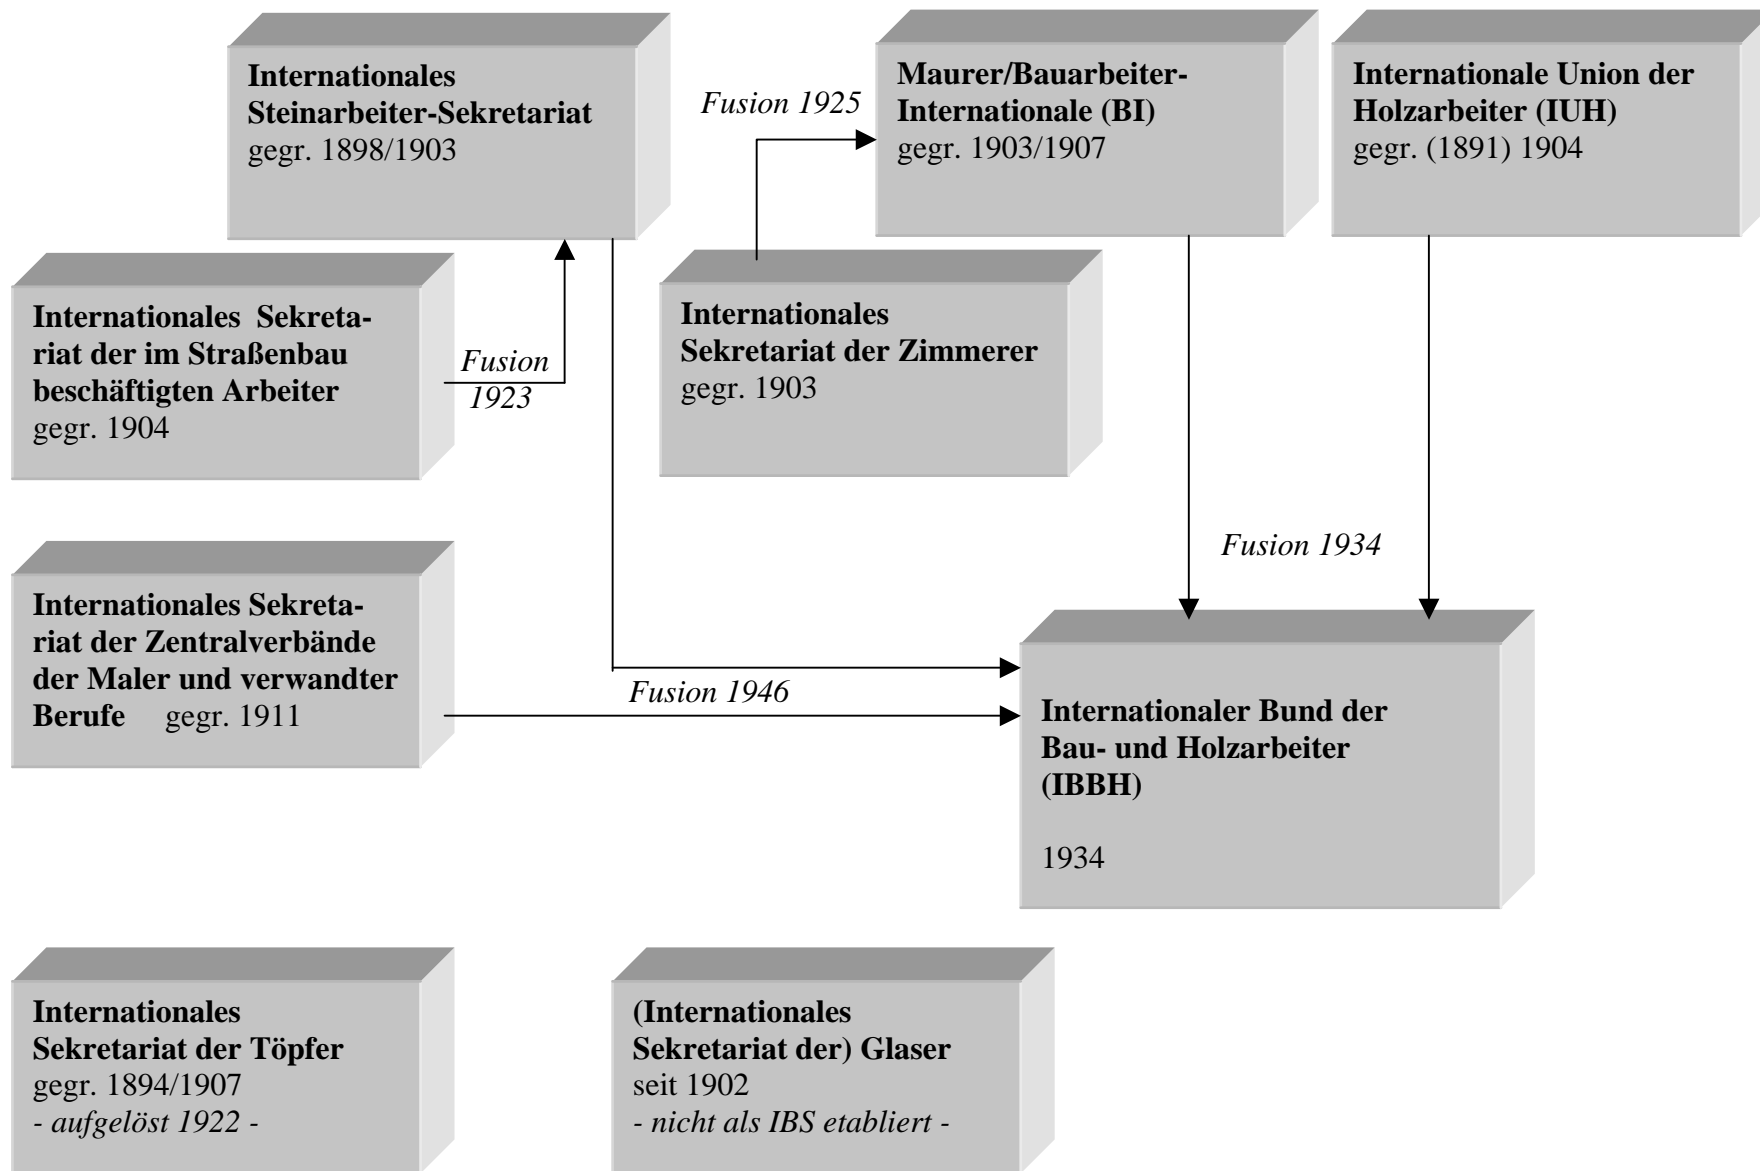 Internationales
Steinarbeiter-Sekretariat
gegr. 1898/1903
Fusion 1925
Maurer/Bauarbeiter-
Internationale (BI)
gegr. 1903/1907
Internationale Union der
Holzarbeiter (IUH)
gegr. (1891) 1904
Internationales  Sekreta-
riat der im Straßenbau
beschäftigten Arbeiter
gegr. 1904
Fusion
1923
Internationales
Sekretariat der Zimmerer
gegr. 1903
Fusion 1934
Internationales Sekreta-
riat der Zentralverbände
der Maler und verwandter
Berufe     gegr. 1911
Fusion 1946
Internationaler Bund der
Bau- und Holzarbeiter
(IBBH)
1934
Internationales
Sekretariat der Töpfer
gegr. 1894/1907
- aufgelöst 1922 -
(Internationales
Sekretariat der) Glaser
seit 1902
- nicht als IBS etabliert -